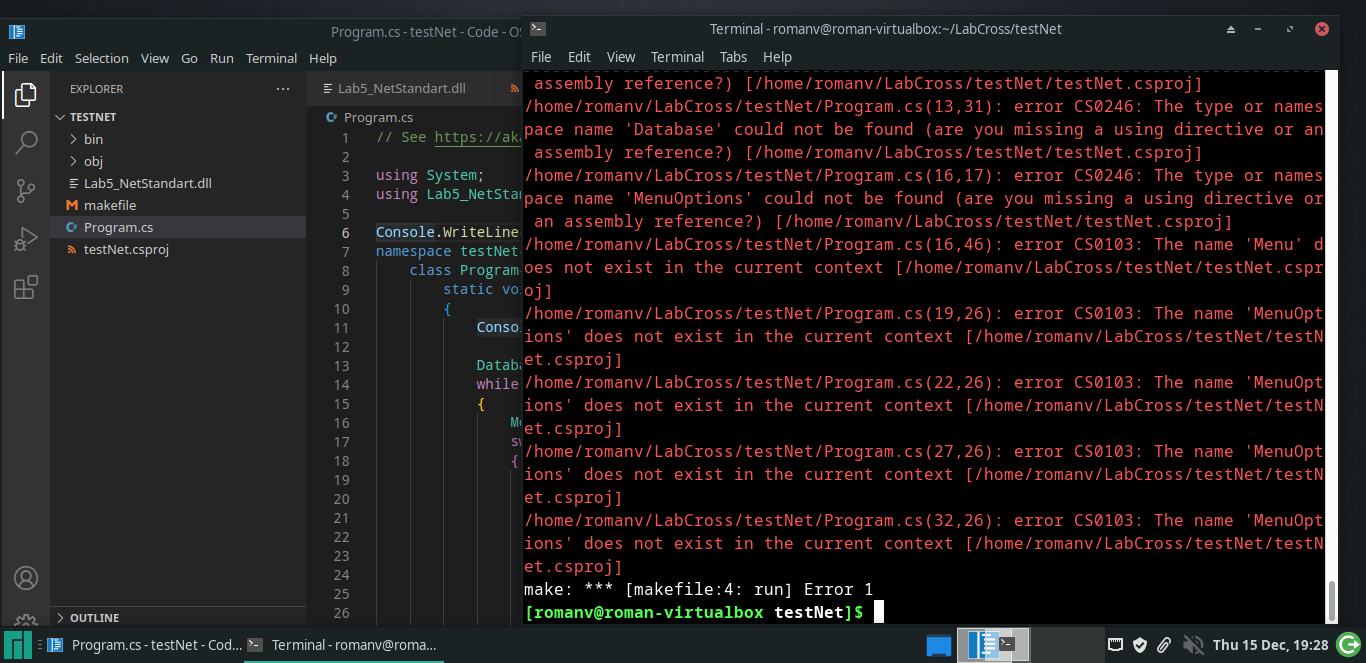 Program.cs - testNet - Code - OS
File Edit Selection View Go Run Terminal Help
EXPLORER
TESTNET
bin
obj
Lab5_NetStandart.dll
makefile
Program.cs
testNet.csproj
OUTLINE
Lab5_NetStandart.dll
Program.cs
1 // See https://aka
2
3 using System;
4 using Lab5_NetStan
5
6 Console.WriteLine
7 namespace testNet
8 class Program
9 static voi
10 {
11 Conso
12
13 Databa
14 while
15 {
16 Me
17 sw
18 {
19
20
21
22
23
24
25
26
Terminal - romanv@roman-virtualbox:~/LabCross/testNet
File Edit View Terminal Tabs Help
assembly reference?) [/home/romanv/LabCross/testNet/testNet.csproj]
/home/romanv/LabCross/testNet/Program.cs(13,31): error CS0246: The type or names
pace name 'Database' could not be found (are you missing a using directive or an
assembly reference?) [/home/romanv/LabCross/testNet/testNet.csproj]
/home/romanv/LabCross/testNet/Program.cs(16,17): error CS0246: The type or names
pace name 'MenuOptions' could not be found (are you missing a using directive or
an assembly reference?) [/home/romanv/LabCross/testNet/testNet.csproj]
/home/romanv/LabCross/testNet/Program.cs(16,46): error CS0103: The name 'Menu' d
oes not exist in the current context [/home/romanv/LabCross/testNet/testNet.cspr
oj]
/home/romanv/LabCross/testNet/Program.cs(19,26): error CS0103: The name 'MenuOpt
ions' does not exist in the current context [/home/romanv/LabCross/testNet/testN
et.csproj]
/home/romanv/LabCross/testNet/Program.cs(22,26): error CS0103: The name 'MenuOpt
ions' does not exist in the current context [/home/romanv/LabCross/testNet/testN
et.csproj]
/home/romanv/LabCross/testNet/Program.cs(27,26): error CS0103: The name 'MenuOpt
ions' does not exist in the current context [/home/romanv/LabCross/testNet/testN
et.csproj]
/home/romanv/LabCross/testNet/Program.cs(32,26): error CS0103: The name 'MenuOpt
ions' does not exist in the current context [/home/romanv/LabCross/testNet/testN
et.csproj]
make: *** [makefile:4: run] Error 1
[romanv@roman-virtualbox testNet]$
Program.cs - testNet - Cod... Terminal - romanv@roma... Thu 15 Dec, 19:28